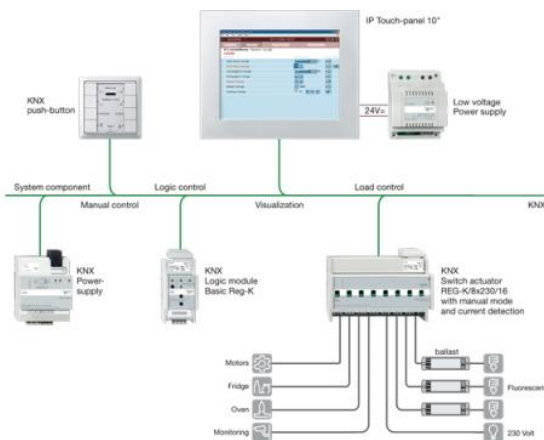 IP Touch-panel 10"
KNX
push-button
24V=
Low voltage
Power supply
System component
Logic control
Load control
Manual control
Visualization
KNX
KNX
Power-
supply
KNX
Logic module
Basic Reg-K
KNX
Switch actuator
REG-K/8x230/16
with manual mode
and current detection
Motors
ballast
Fridge
Fluorescen
Oven
Monitoring
230 Volt